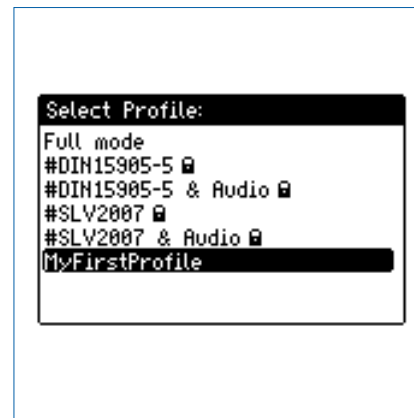 Select Profile:
Full mode
#DIN15905-5
#DIN15905-5 & Audio
#SLV2007
#SLV2007 & Audio
MyFirstProfile